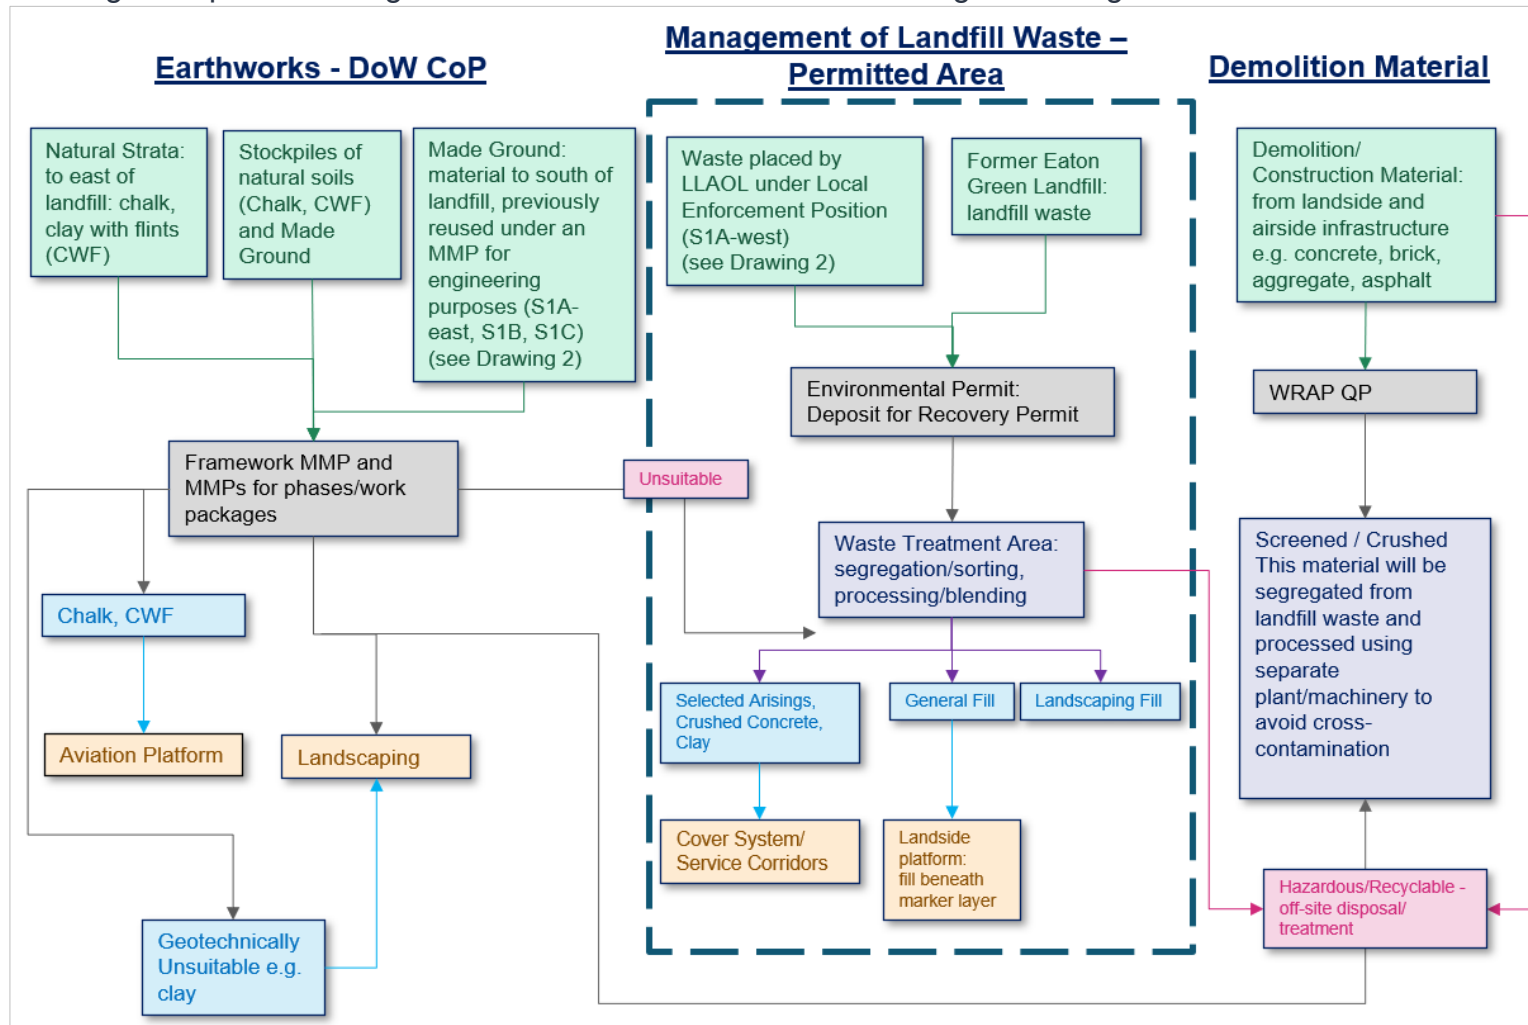 Earthworks - DoW CoP
Management of Landfill Waste –
Permitted Area
Demolition Material
Natural Strata:
to east of
landfill: chalk,
clay with flints
(CWF)
Stockpiles of
natural soils
(Chalk, CWF)
and Made
Ground
Made Ground:
material to south of
landfill, previously
reused under an
MMP for
engineering
purposes (S1A-
east, S1B, S1C)
(see Drawing 2)
Waste placed by
LLAOL under Local
Enforcement Position
(S1A-west)
(see Drawing 2)
Former Eaton
Green Landfill:
landfill waste
Demolition/
Construction Material:
from landside and
airside infrastructure
e.g. concrete, brick,
aggregate, asphalt
Environmental Permit:
Deposit for Recovery Permit
WRAP QP
Framework MMP and
MMPs for phases/work
packages
Unsuitable
Waste Treatment Area:
segregation/sorting,
processing/blending
Screened / Crushed
This material will be
segregated from
landfill waste and
processed using
separate
plant/machinery to
avoid cross-
contamination
Chalk, CWF
Selected Arisings,
Crushed Concrete,
Clay
General Fill
Landscaping Fill
Aviation Platform
Landscaping
Cover System/
Service Corridors
Landside
platform:
fill beneath
marker layer
Hazardous/Recyclable -
off-site disposal/
treatment
Geotechnically
Unsuitable e.g.
clay